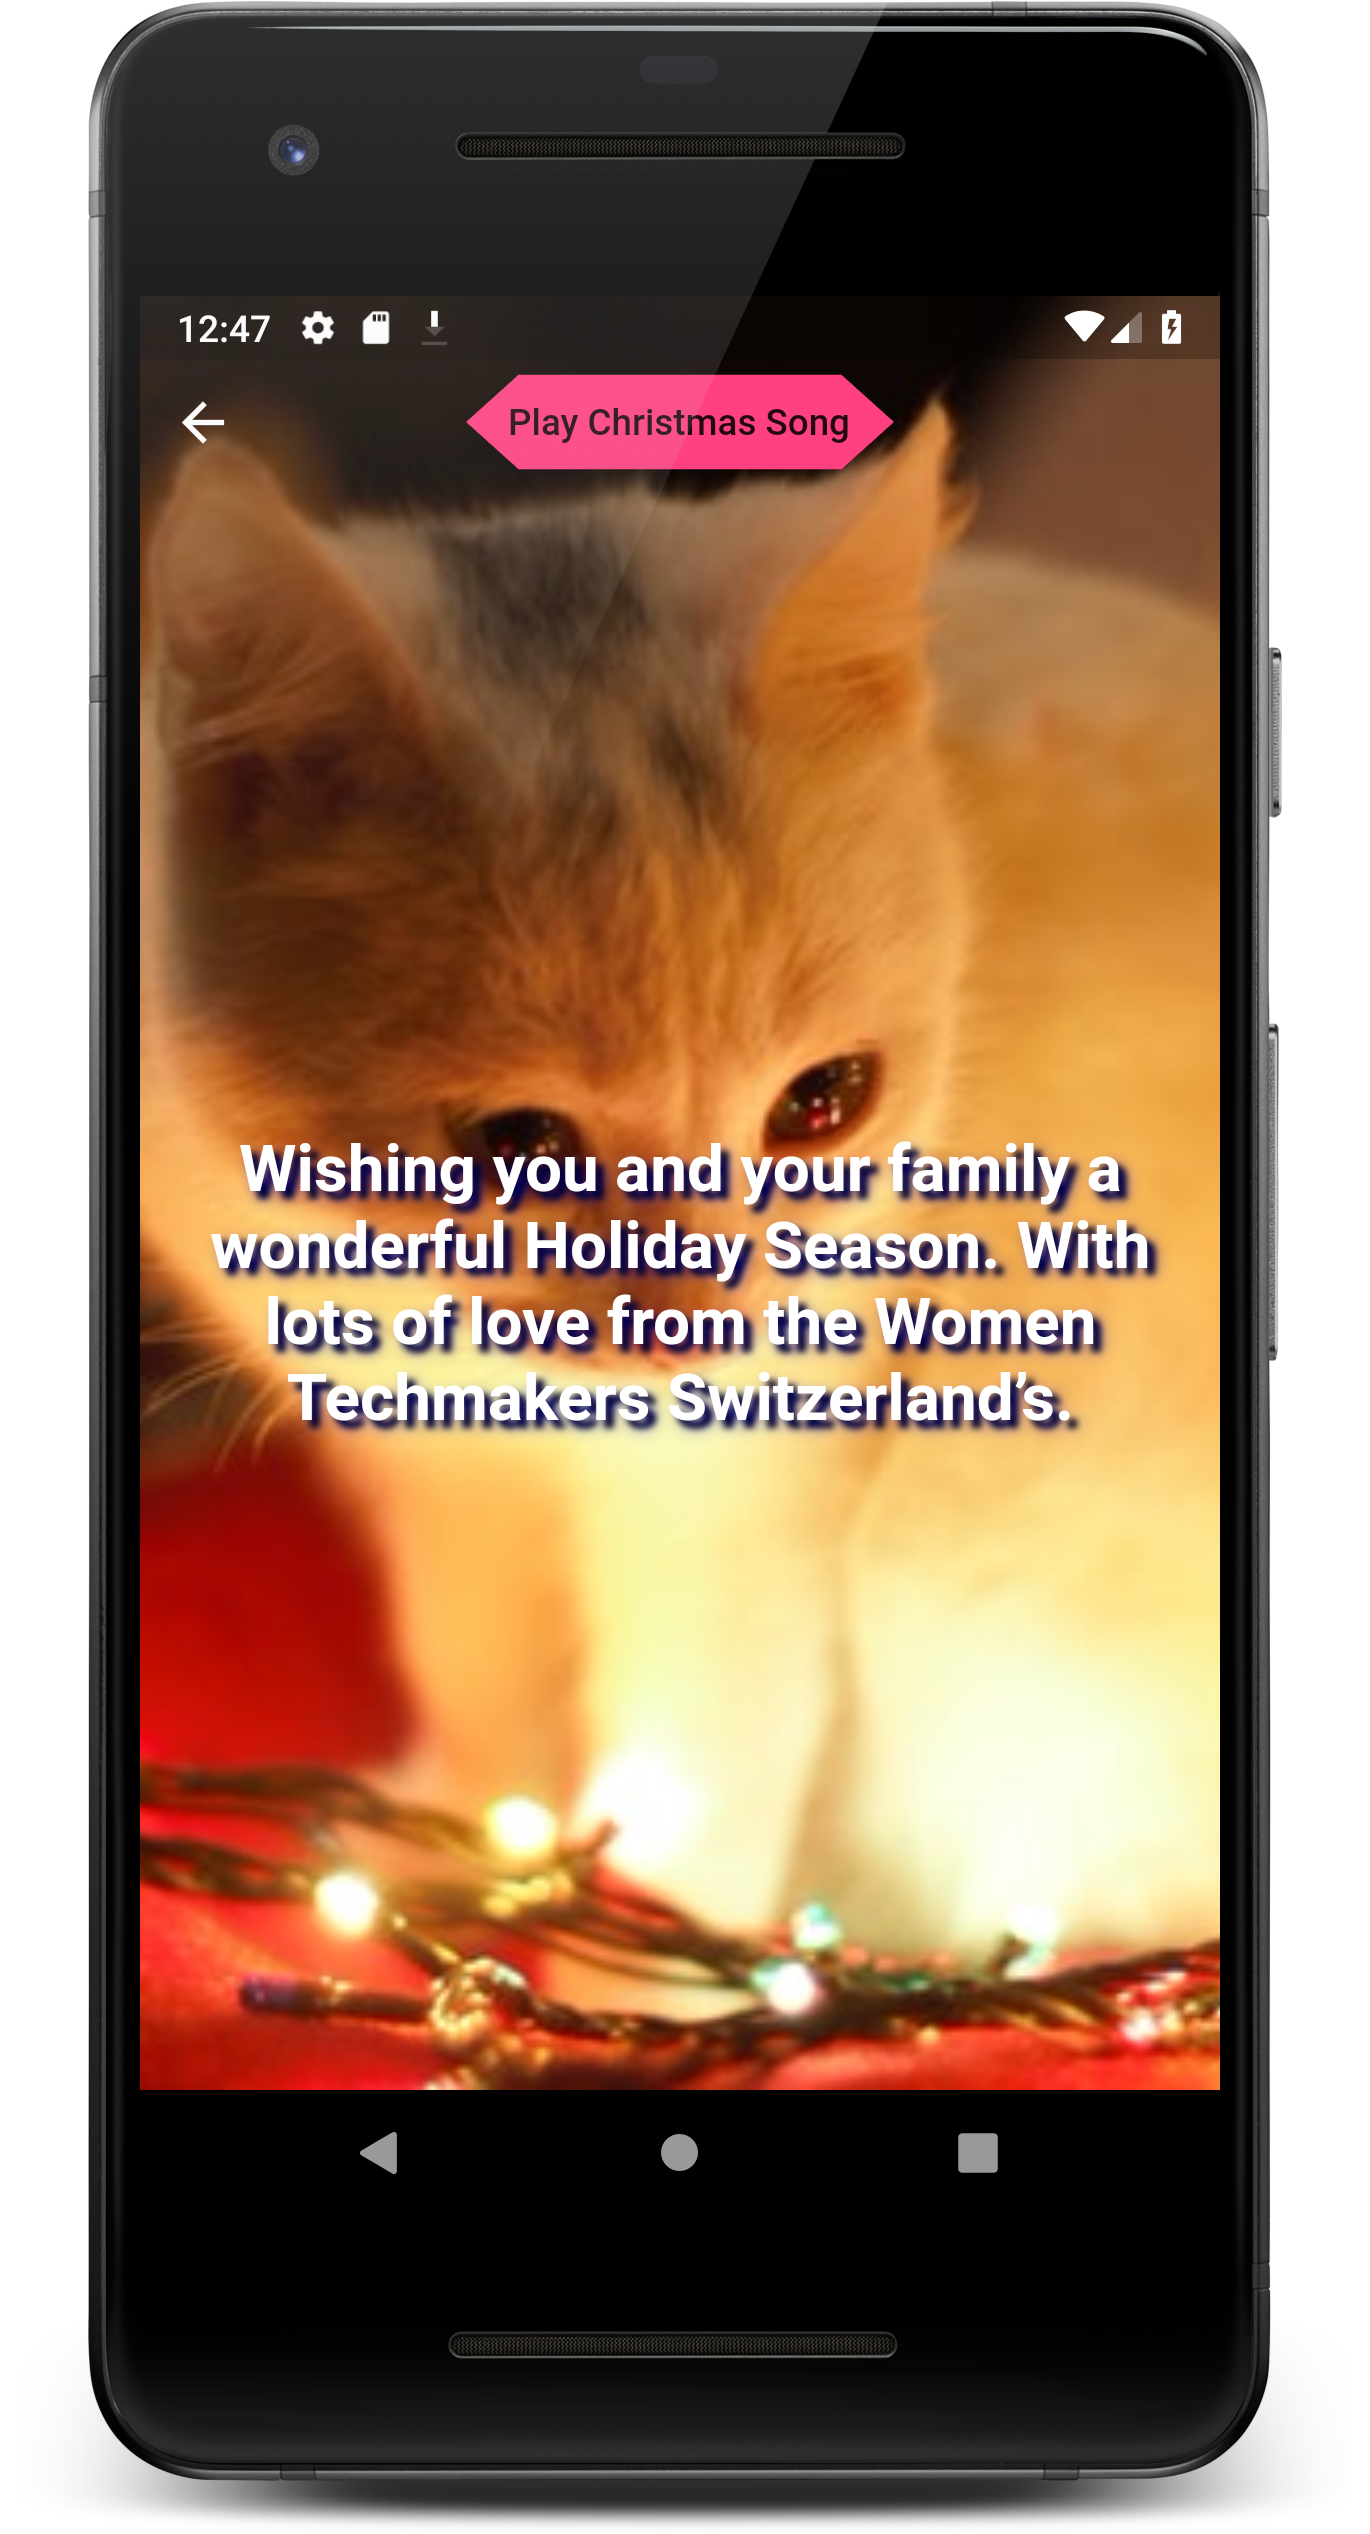 12:47
Play Christmas Song
Wishing you and your family a
wonderful Holiday Season. With
lots of love from the Women
Techmakers Switzerland’s.